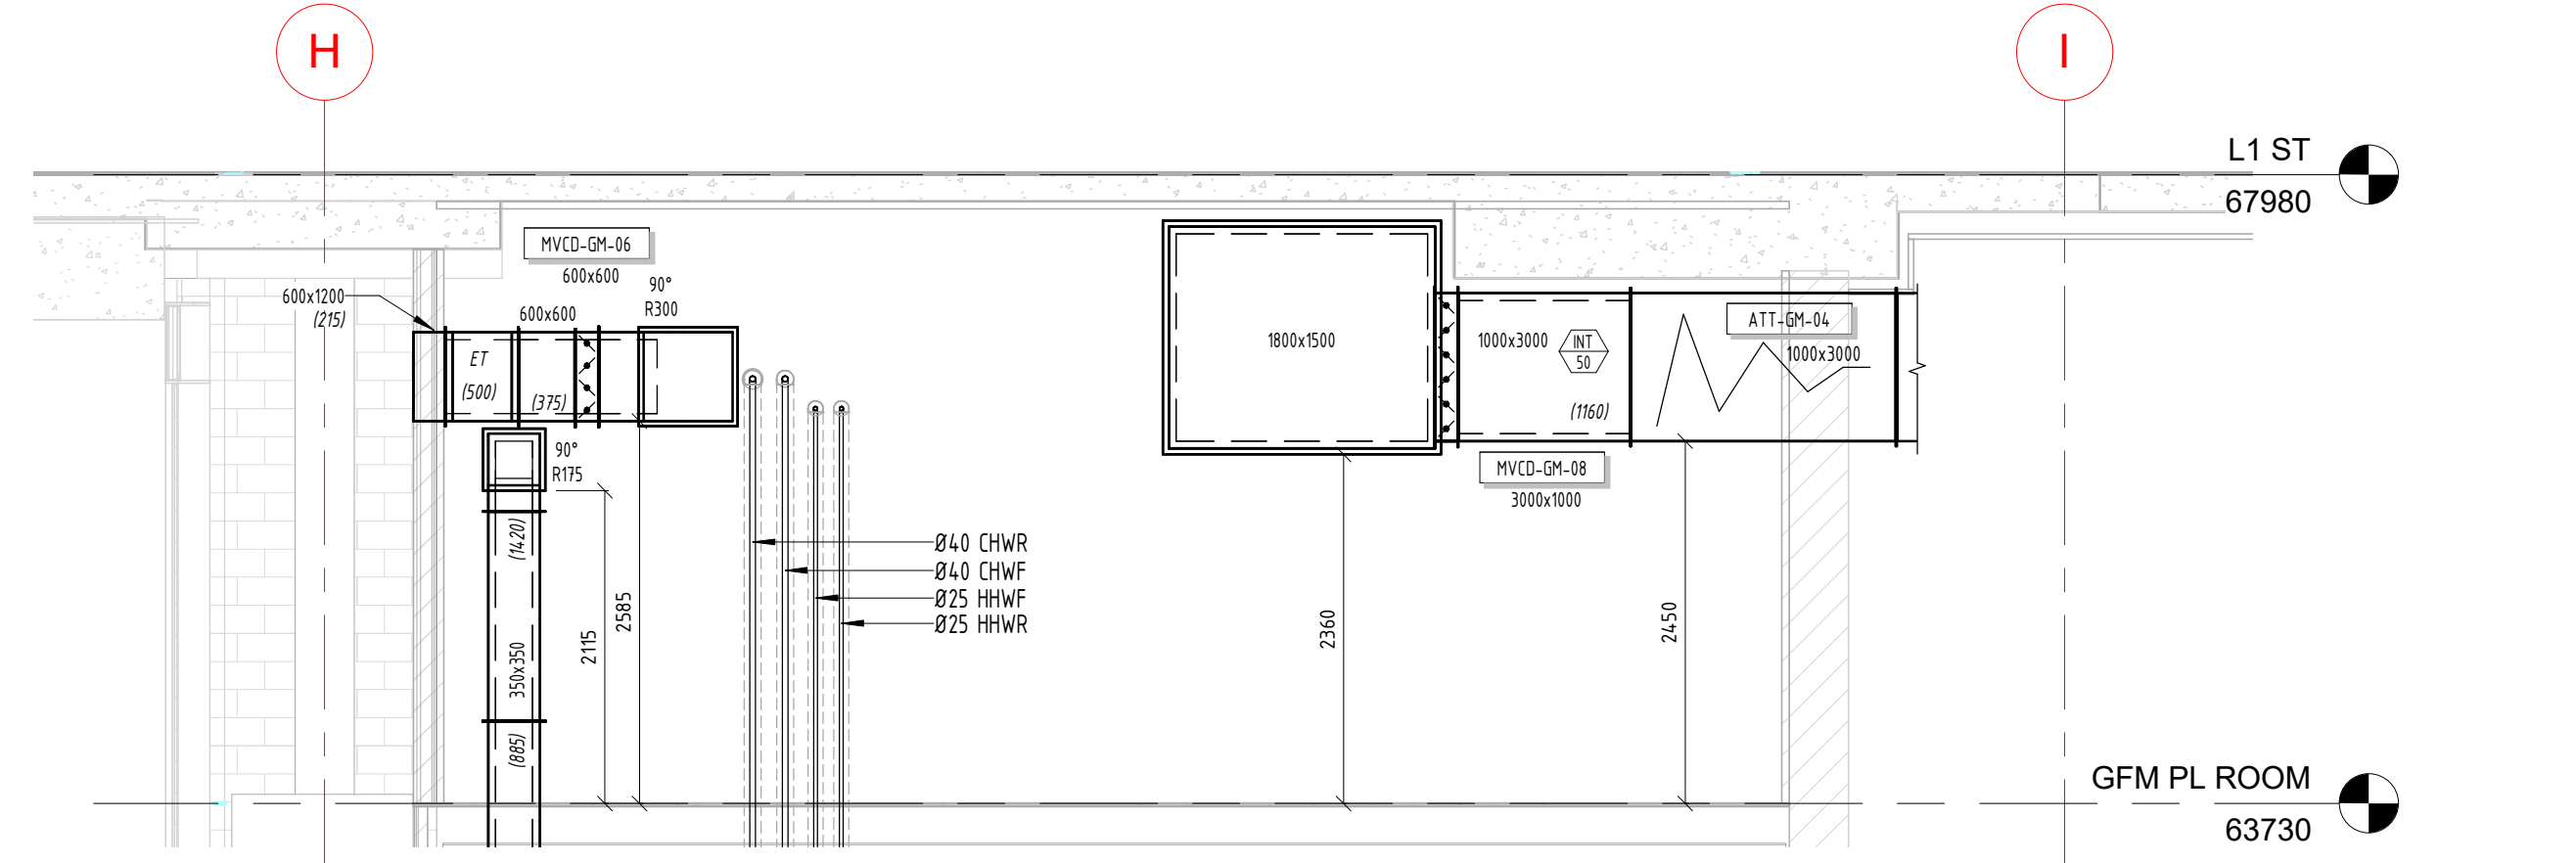 H
I
L1 ST
67980
MVCD-GM-06
600x600
90°
R300
600x1200
(215)
600x600
ET
(500)
(375)
90°
R175
(1420)
350x350
(885)
2115
2585
Ø40 CHWR
Ø40 CHWF
Ø25 HHWF
Ø25 HHWR
1800x1500
1000x3000
INT
50
(1160)
ATT-GM-04
1000x3000
MVCD-GM-08
3000x1000
2360
2450
GFM PL ROOM
63730